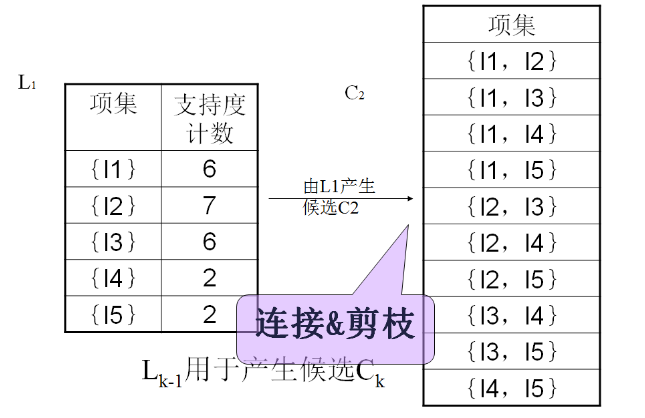 L1
项集 支持度计数
{I1} 6
{I2} 7
{I3} 6
{I4} 2
{I5} 2
由L1产生
候选C2
C2
项集
{I1，I2}
{I1，I3}
{I1，I4}
{I1，I5}
{I2，I3}
{I2，I4}
{I2，I5}
{I3，I4}
{I3，I5}
{I4，I5}
连接&剪枝
Lk-1用于产生候选Ck